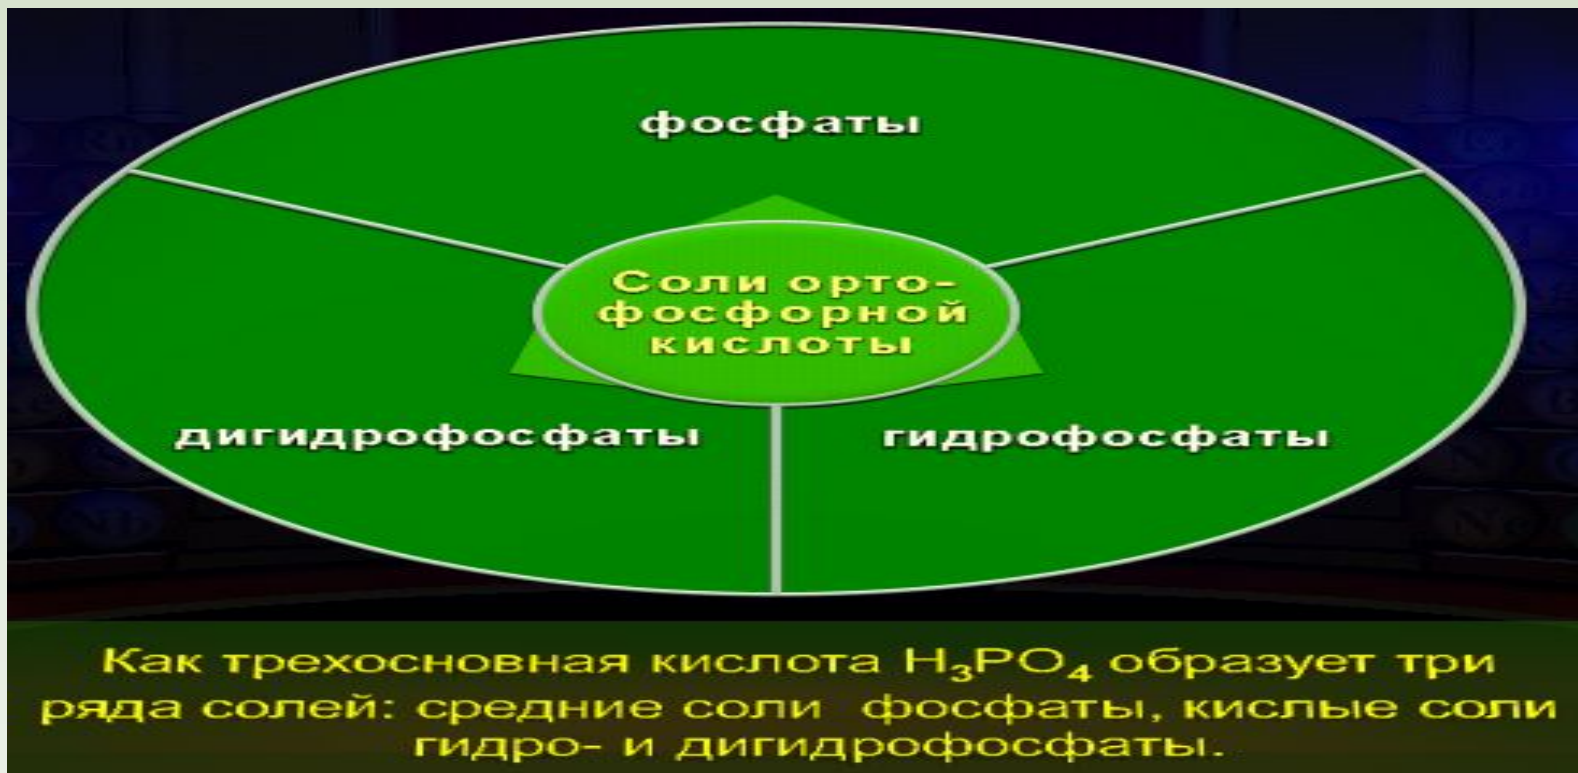 фосфаты
Соли орто-
фосфорной
кислоты
дигидрофосфаты
гидрофосфаты
Как трехосновная кислота H₃PO₄ образует три
ряда солей: средние соли фосфаты, кислые соли
гидро- и дигидрофосфаты.